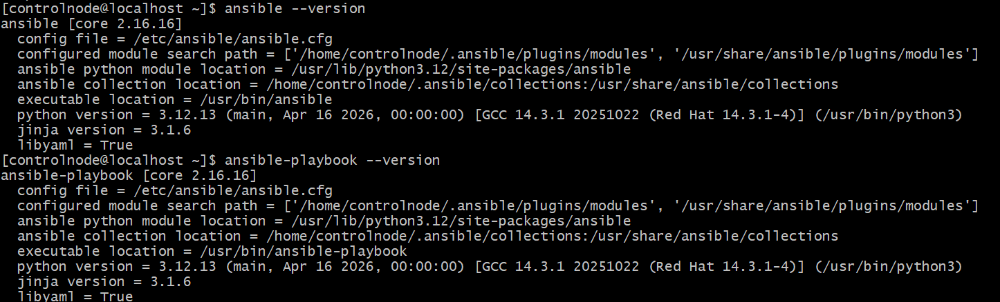 [controlnode@localhost ~]$ ansible --version
ansible [core 2.16.16]
  config file = /etc/ansible/ansible.cfg
  configured module search path = ['/home/controlnode/.ansible/plugins/modules', '/usr/share/ansible/plugins/modules']
  ansible python module location = /usr/lib/python3.12/site-packages/ansible
  ansible collection location = /home/controlnode/.ansible/collections:/usr/share/ansible/collections
  executable location = /usr/bin/ansible
  python version = 3.12.13 (main, Apr 16 2026, 00:00:00) [GCC 14.3.1 20251022 (Red Hat 14.3.1-4)] (/usr/bin/python3)
  jinja version = 3.1.6
  libyaml = True
[controlnode@localhost ~]$ ansible-playbook --version
ansible-playbook [core 2.16.16]
  config file = /etc/ansible/ansible.cfg
  configured module search path = ['/home/controlnode/.ansible/plugins/modules', '/usr/share/ansible/plugins/modules']
  ansible python module location = /usr/lib/python3.12/site-packages/ansible
  ansible collection location = /home/controlnode/.ansible/collections:/usr/share/ansible/collections
  executable location = /usr/bin/ansible-playbook
  python version = 3.12.13 (main, Apr 16 2026, 00:00:00) [GCC 14.3.1 20251022 (Red Hat 14.3.1-4)] (/usr/bin/python3)
  jinja version = 3.1.6
  libyaml = True